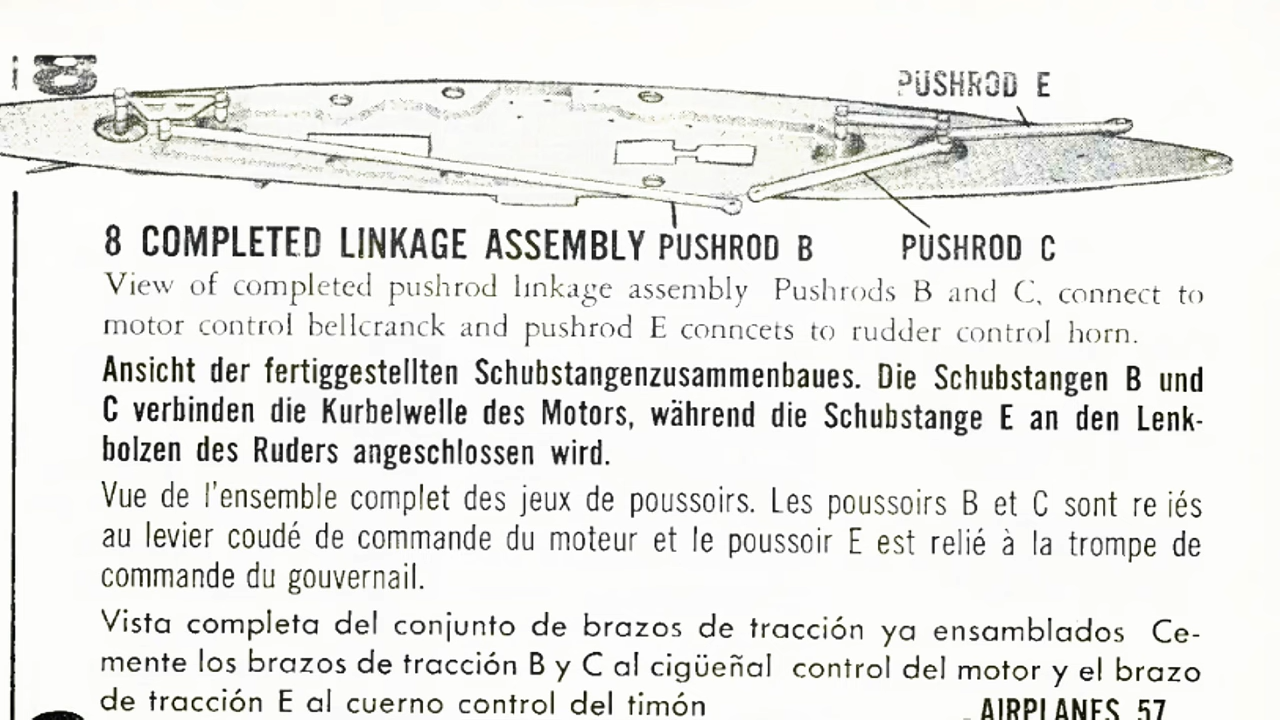 8
PUSHROD E
8 COMPLETED LINKAGE ASSEMBLY PUSHROD B PUSHROD C
View of completed pushrod linkage assembly Pushrods B and C, connect to
motor control bellcranck and pushrod E conncets to rudder control horn.
Ansicht der fertiggestellten Schubstangenzusammenbaues. Die Schubstangen B und
C verbinden die Kurbelwelle des Motors, während die Schubstange E an den Lenk-
bolzen des Ruders angeschlossen wird.
Vue de l'ensemble complet des jeux de poussoirs. Les poussoirs B et C sont re iés
au levier coudé de commande du moteur et le poussoir E est relié à la trompe de
commande du gouvernail.
Vista completa del conjunto de brazos de tracción ya ensamblados Ce-
mente los brazos de tracción B y C al cigüeñal control del motor y el brazo
de tracción E al cuerno control del timón
AIRPLANES 57